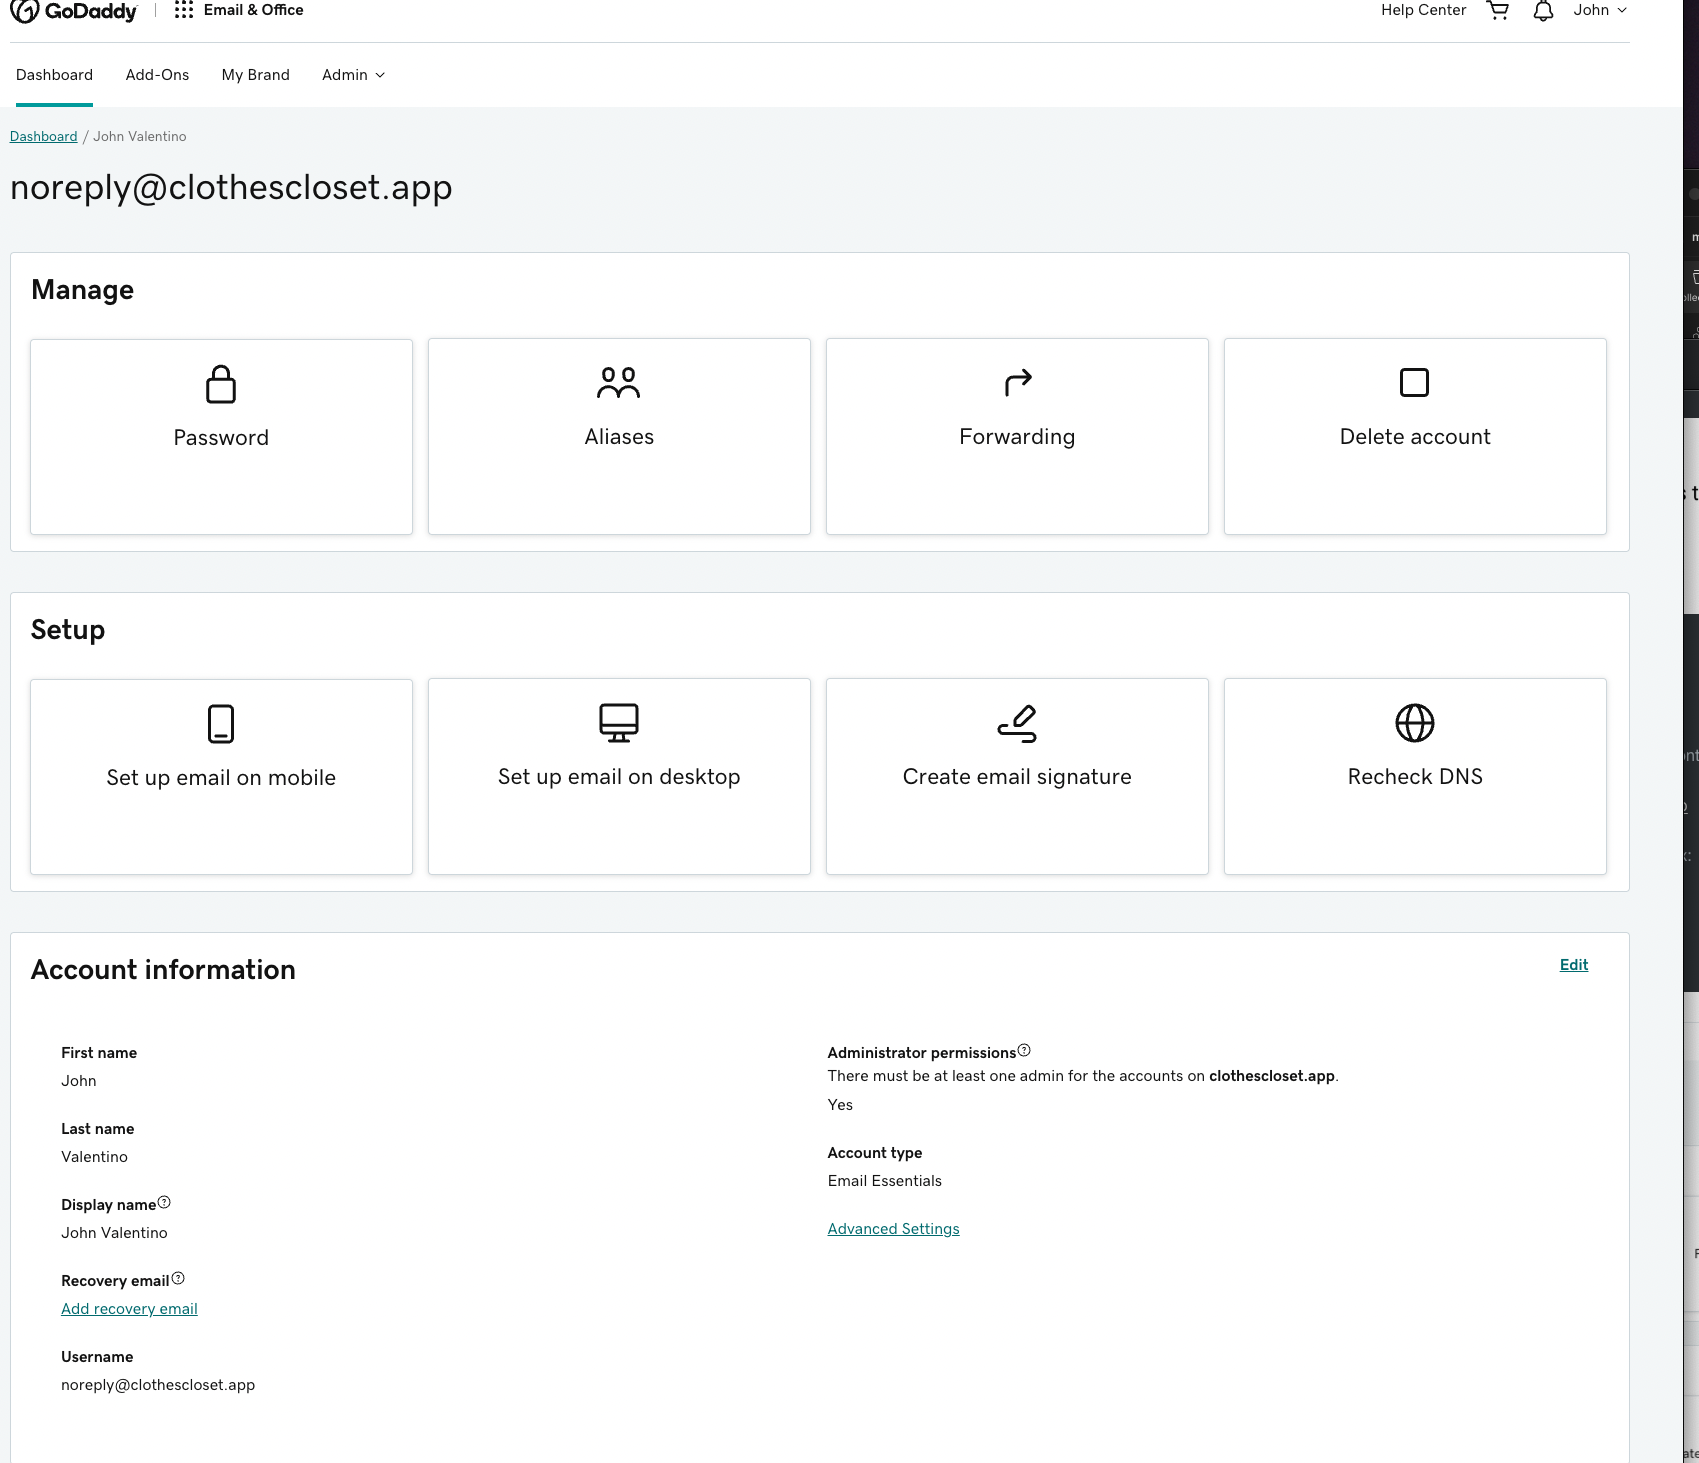 GoDaddy Email & Office Help Center John
Dashboard Add-Ons My Brand Admin
Dashboard / John Valentino
noreply@clothescloset.app
Manage
Password Aliases Forwarding Delete account
Setup
Set up email on mobile Set up email on desktop Create email signature Recheck DNS
Account information Edit
First name
John
Last name
Valentino
Display name
John Valentino
Recovery email
Add recovery email
Username
noreply@clothescloset.app
Administrator permissions
There must be at least one admin for the accounts on clothescloset.app.
Yes
Account type
Email Essentials
Advanced Settings